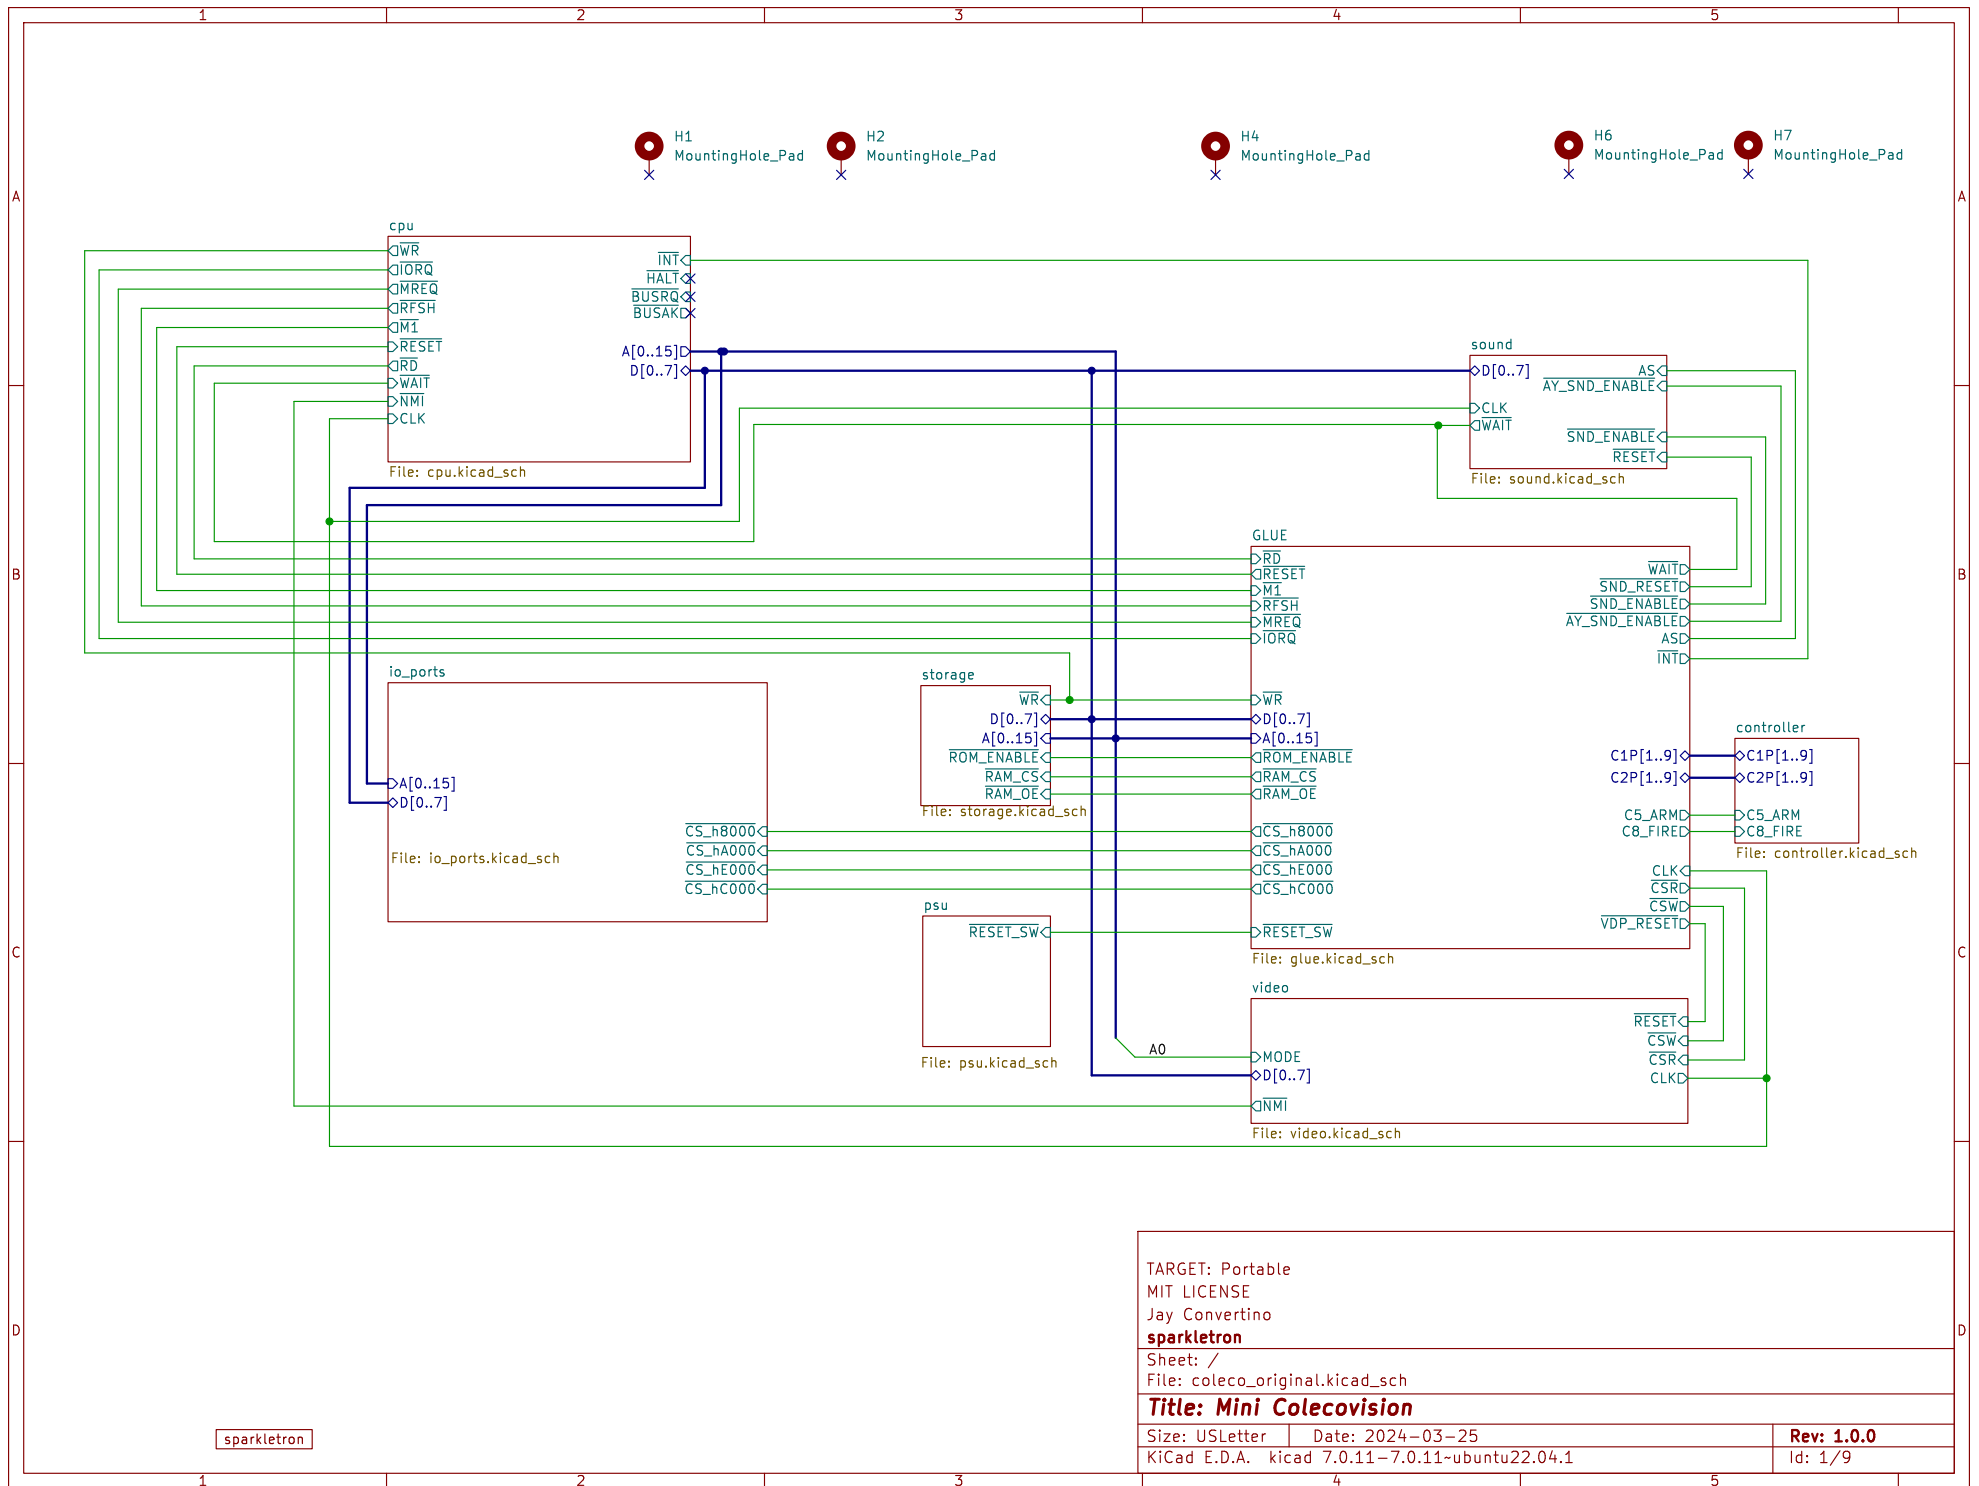 1 2 3 4 5
H1
MountingHole_Pad
H2
MountingHole_Pad
H4
MountingHole_Pad
H6
MountingHole_Pad
H7
MountingHole_Pad
A A
cpu
WR
IORQ
MREQ
RFSH
M1
RESET
RD
WAIT
NMI
CLK
INT
HALT
BUSRQ
BUSAK
A[0..15]
D[0..7]
File: cpu.kicad_sch
sound
D[0..7]
CLK
WAIT
AS
AY_SND_ENABLE
SND_ENABLE
RESET
File: sound.kicad_sch
B B
GLUE
RD
RESET
M1
RFSH
MREQ
IORQ
WR
D[0..7]
A[0..15]
ROM_ENABLE
RAM_CS
RAM_OE
CS_h8000
CS_hA000
CS_hE000
CS_hC000
RESET_SW
WAIT
SND_RESET
SND_ENABLE
AY_SND_ENABLE
AS
INT
C1P[1..9]
C2P[1..9]
C5_ARM
C8_FIRE
CLK
CSR
CSW
VDP_RESET
File: glue.kicad_sch
io_ports
A[0..15]
D[0..7]
CS_h8000
CS_hA000
CS_hE000
CS_hC000
File: io_ports.kicad_sch
storage
WR
D[0..7]
A[0..15]
ROM_ENABLE
RAM_CS
RAM_OE
File: storage.kicad_sch
controller
C1P[1..9]
C2P[1..9]
C5_ARM
C8_FIRE
File: controller.kicad_sch
C C
psu
RESET_SW
File: psu.kicad_sch
video
A0
MODE
D[0..7]
NMI
RESET
CSW
CSR
CLK
File: video.kicad_sch
D D
TARGET: Portable
MIT LICENSE
Jay Convertino
sparkletron
Sheet: /
File: coleco_original.kicad_sch
Title: Mini Colecovision
Size: USLetter Date: 2024-03-25 Rev: 1.0.0
KiCad E.D.A. kicad 7.0.11-7.0.11~ubuntu22.04.1 Id: 1/9
sparkletron
1 2 3 4 5